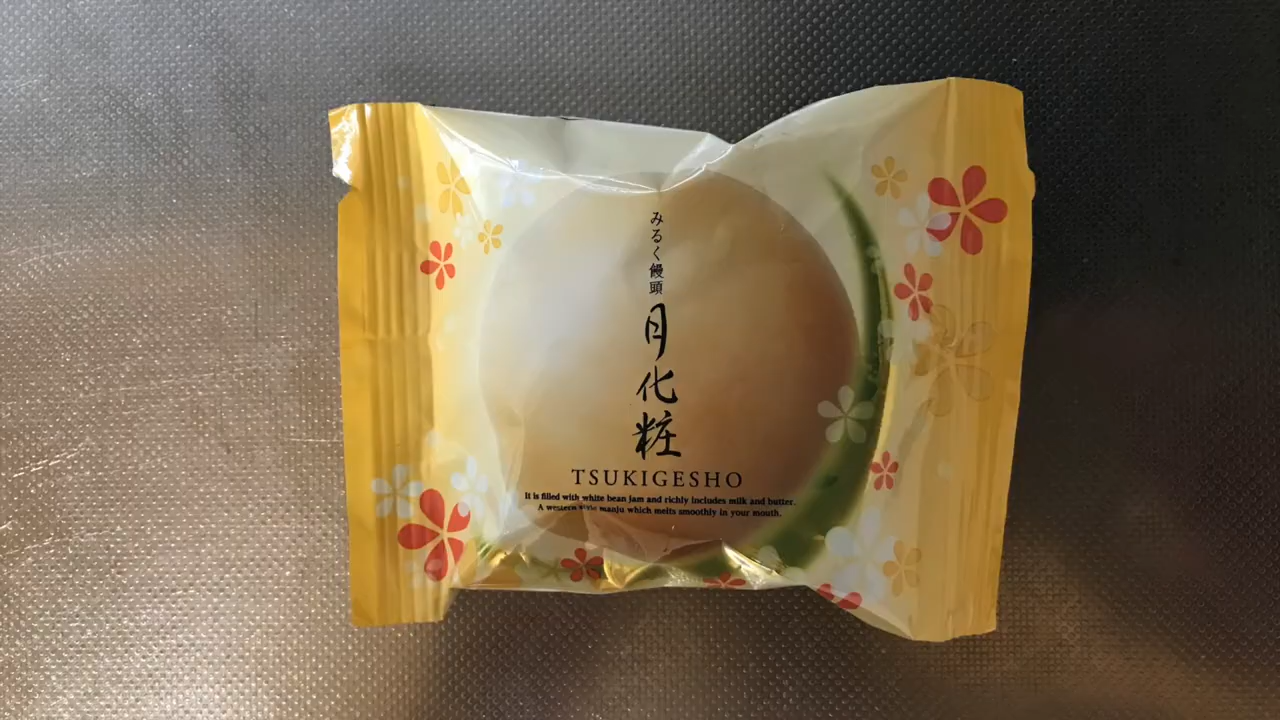 みるく饅頭
月化粧
TSUKIGESHO
It is filled with white bean jam and richly includes milk and butter.
A western style manju which melts smoothly in your mouth.